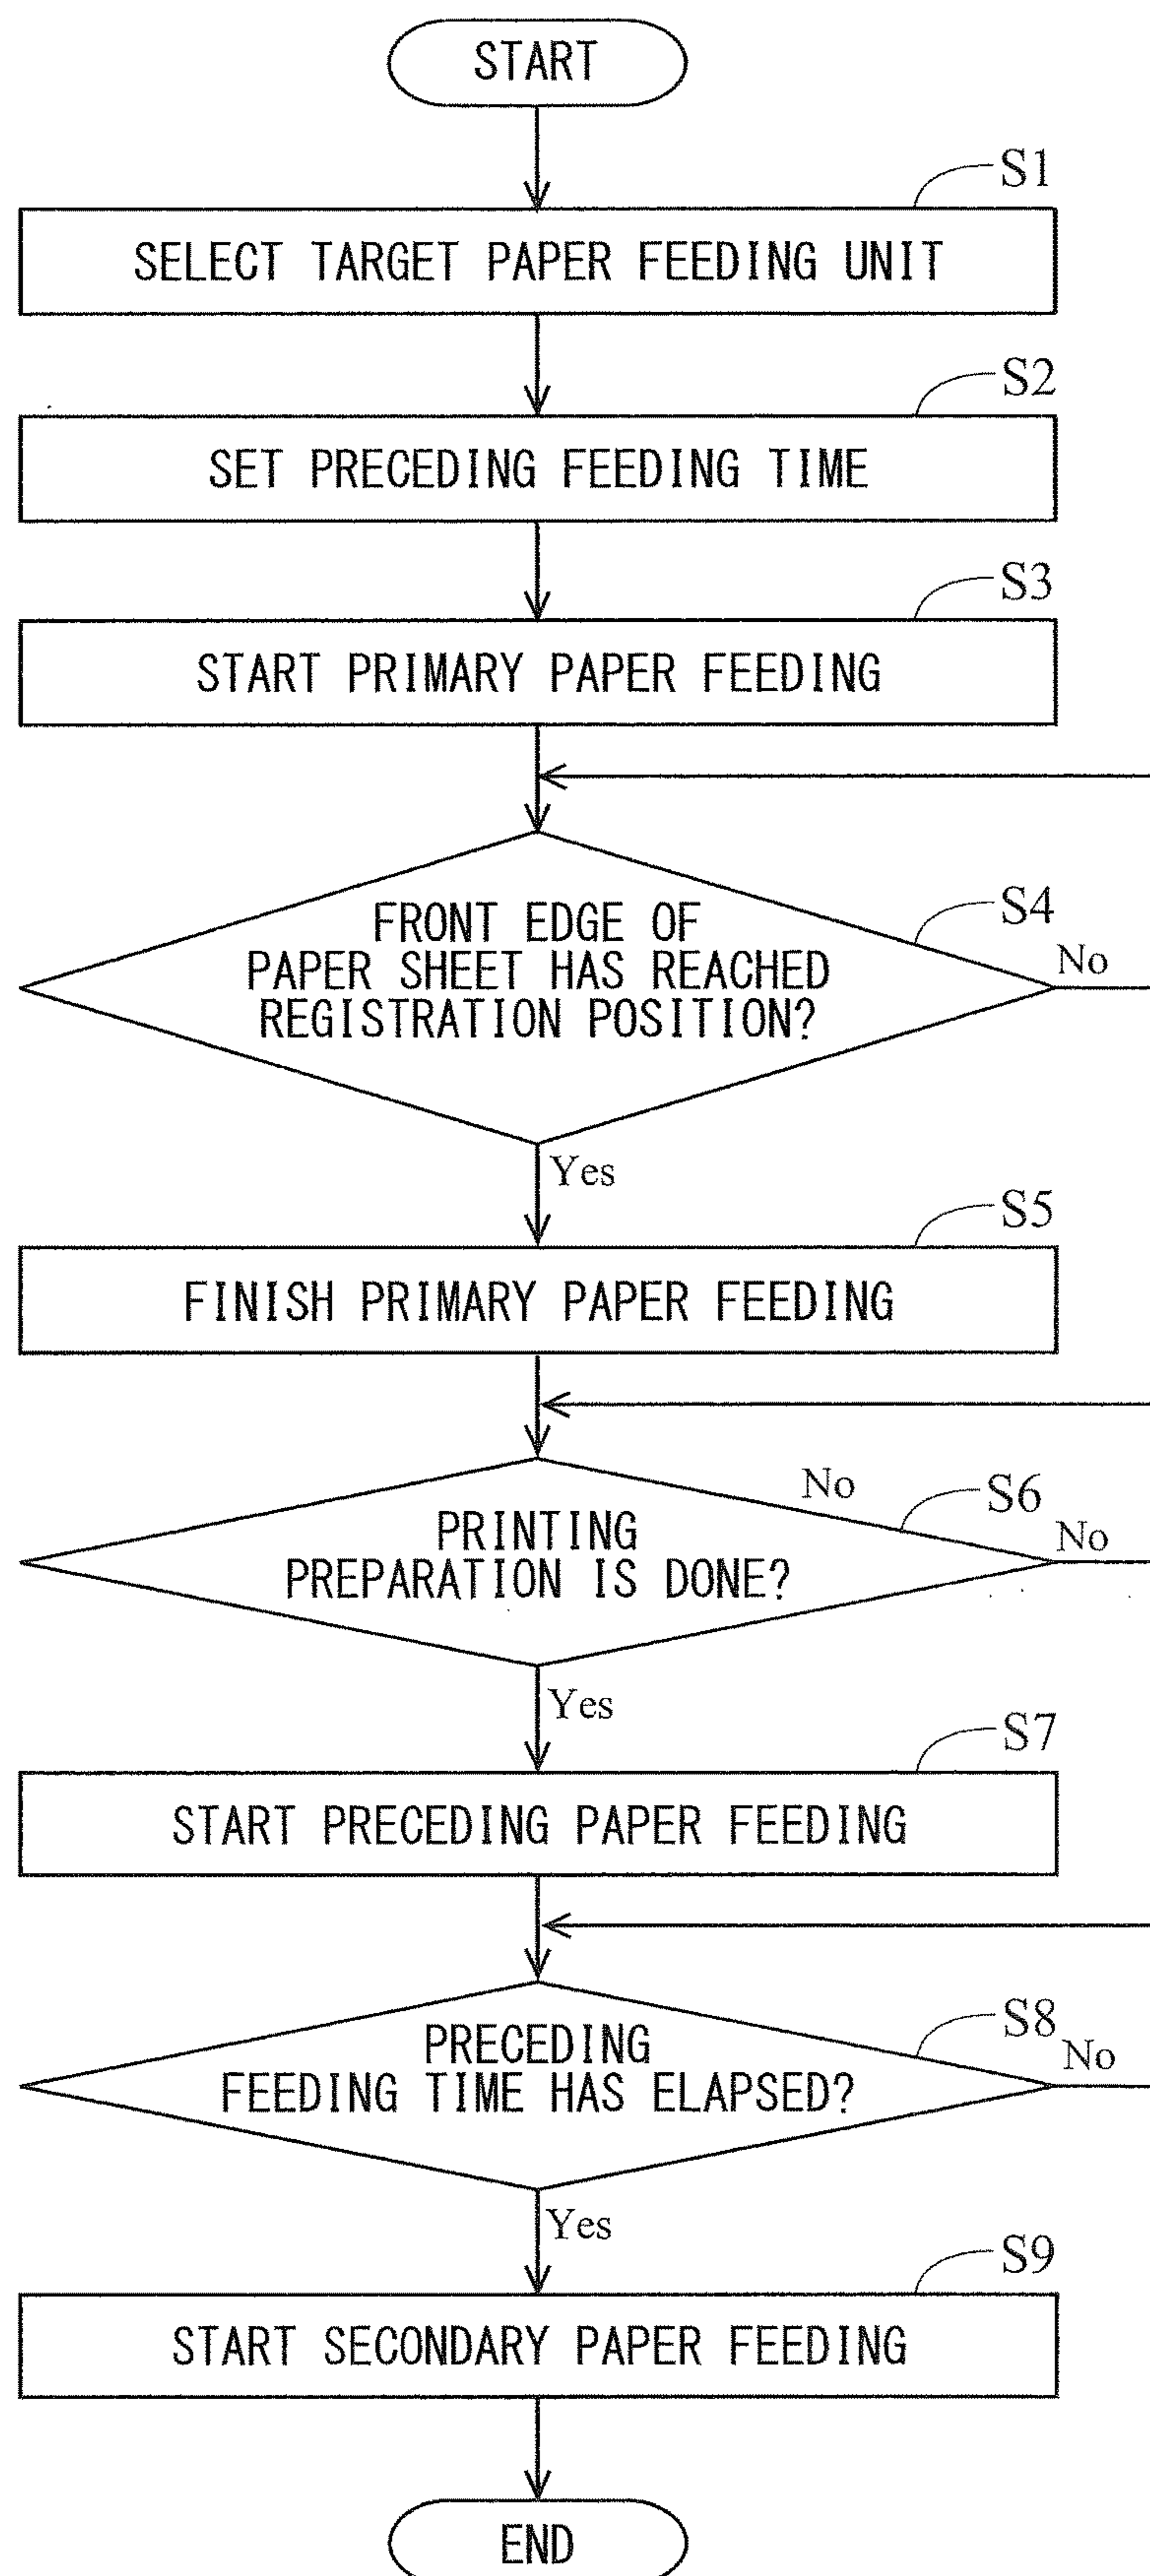 START
S1
SELECT TARGET PAPER FEEDING UNIT
S2
SET PRECEDING FEEDING TIME
S3
START PRIMARY PAPER FEEDING
S4
FRONT EDGE OF
PAPER SHEET HAS REACHED
REGISTRATION POSITION?
No
Yes
S5
FINISH PRIMARY PAPER FEEDING
No
S6
PRINTING
PREPARATION IS DONE?
No
Yes
S7
START PRECEDING PAPER FEEDING
S8
PRECEDING
FEEDING TIME HAS ELAPSED?
No
Yes
S9
START SECONDARY PAPER FEEDING
END